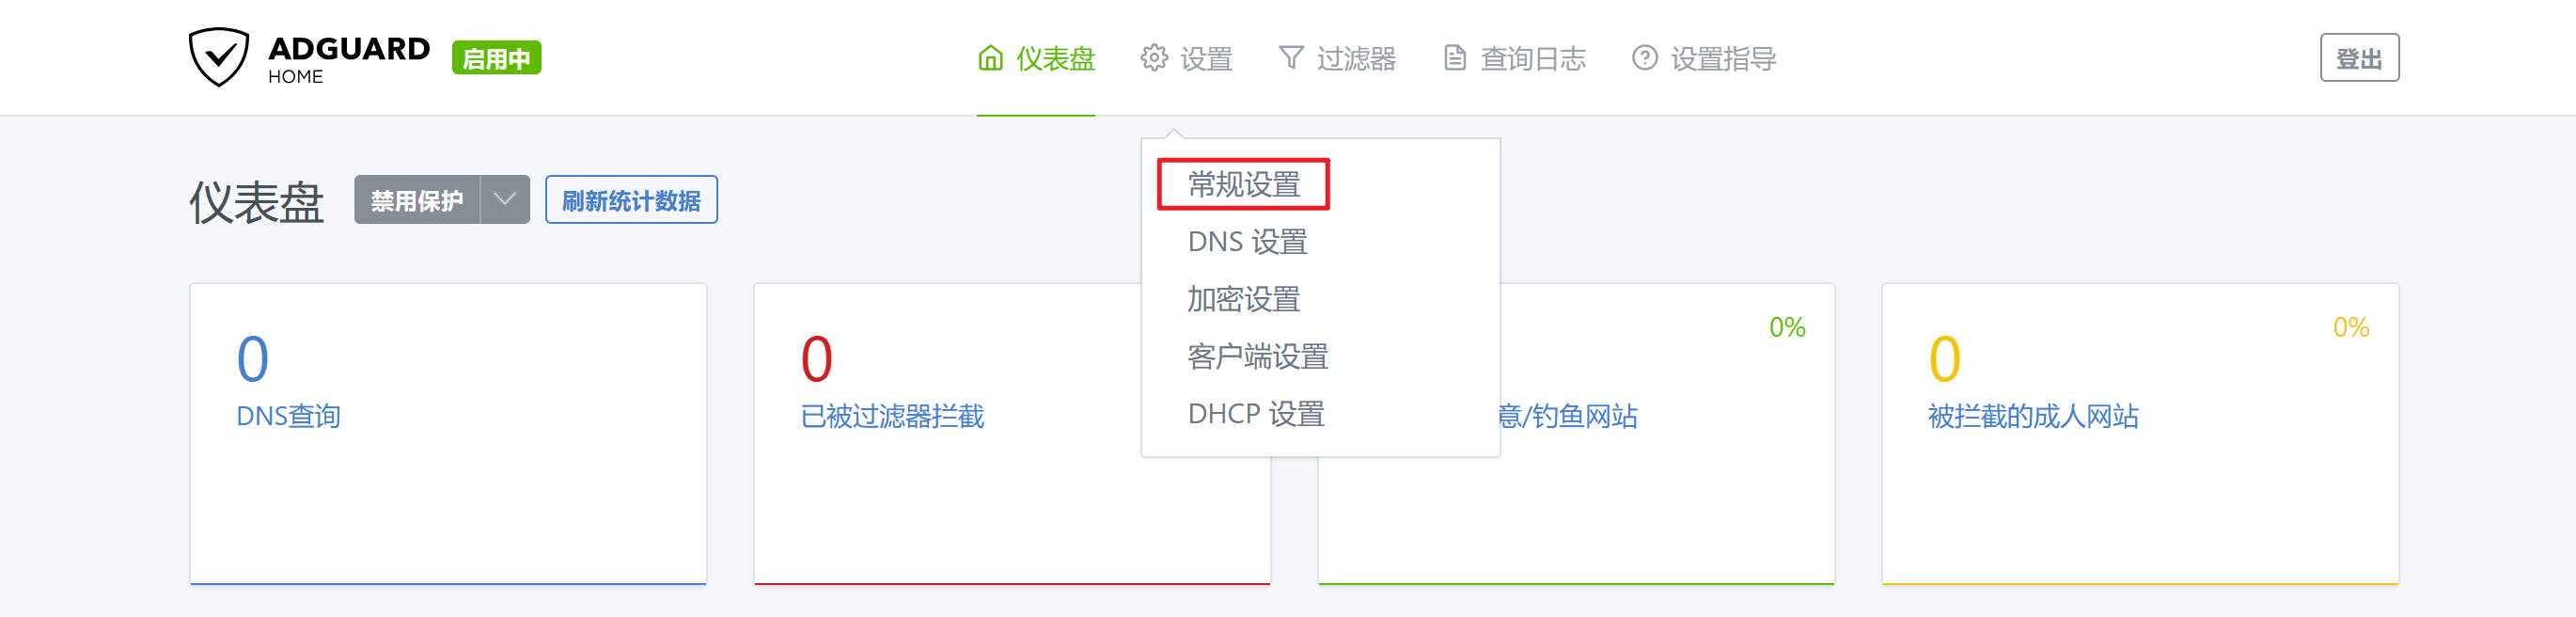 ADGUARD
HOME
启用中
仪表盘
设置
过滤器
查询日志
设置指导
登出
仪表盘
禁用保护
刷新统计数据
常规设置
DNS 设置
加密设置
客户端设置
DHCP 设置
0
DNS查询
0
已被过滤器拦截
0%
意/钓鱼网站
0%
0
被拦截的成人网站